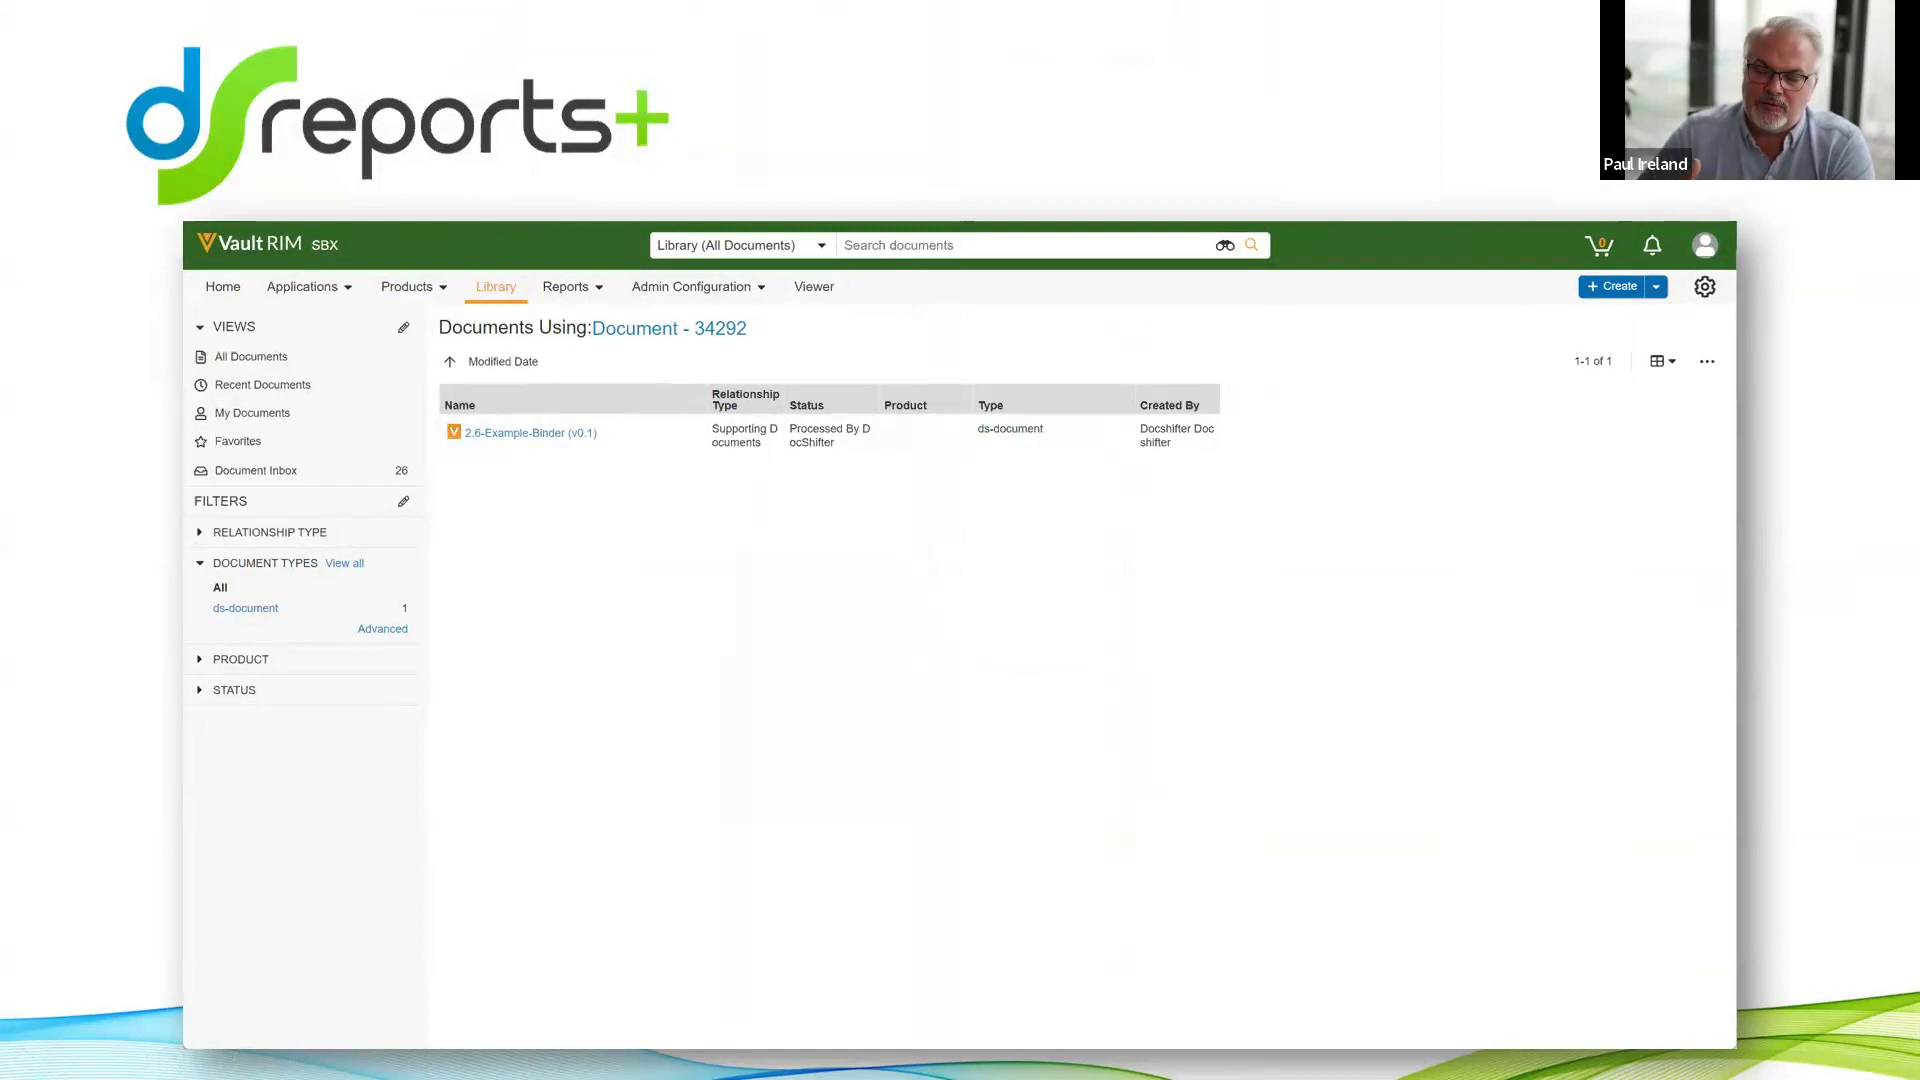 dsreports+
Paul Ireland
Vault RIM SBX
Library (All Documents) Search documents
0
Home Applications Products Library Reports Admin Configuration Viewer
+ Create
VIEWS
All Documents
Recent Documents
My Documents
Favorites
Document Inbox 26
FILTERS
RELATIONSHIP TYPE
DOCUMENT TYPES View all
All
ds-document 1
Advanced
PRODUCT
STATUS
Documents Using:Document - 34292
Modified Date
1-1 of 1
Name Relationship Type Status Product Type Created By
2.6-Example-Binder (v0.1)
Supporting D
ocuments
Processed By D
ocShifter
ds-document
Docshifter Doc
shifter